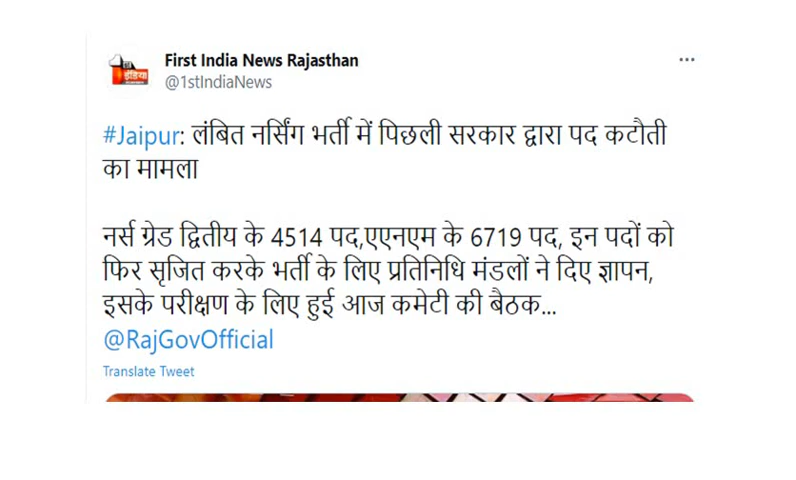 First India News Rajasthan
@1stIndiaNews
#Jaipur: लंबित नर्सिंग भर्ती में पिछली सरकार द्वारा पद कटौती
का मामला
नर्स ग्रेड द्वितीय के 4514 पद,एएनएम के 6719 पद, इन पदों को
फिर सृजित करके भर्ती के लिए प्रतिनिधि मंडलों ने दिए ज्ञापन,
इसके परीक्षण के लिए हुई आज कमेटी की बैठक...
@RajGovOfficial
Translate Tweet